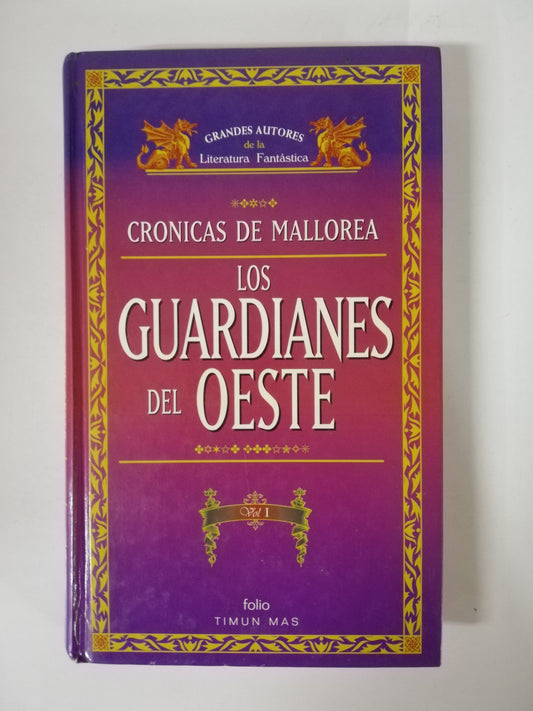 GRANDES AUTORES
de la
Literatura Fantástica
CRONICAS DE MALLOREA
LOS
GUARDIANES
DEL OESTE
Vol 1
folio
TIMUN MAS